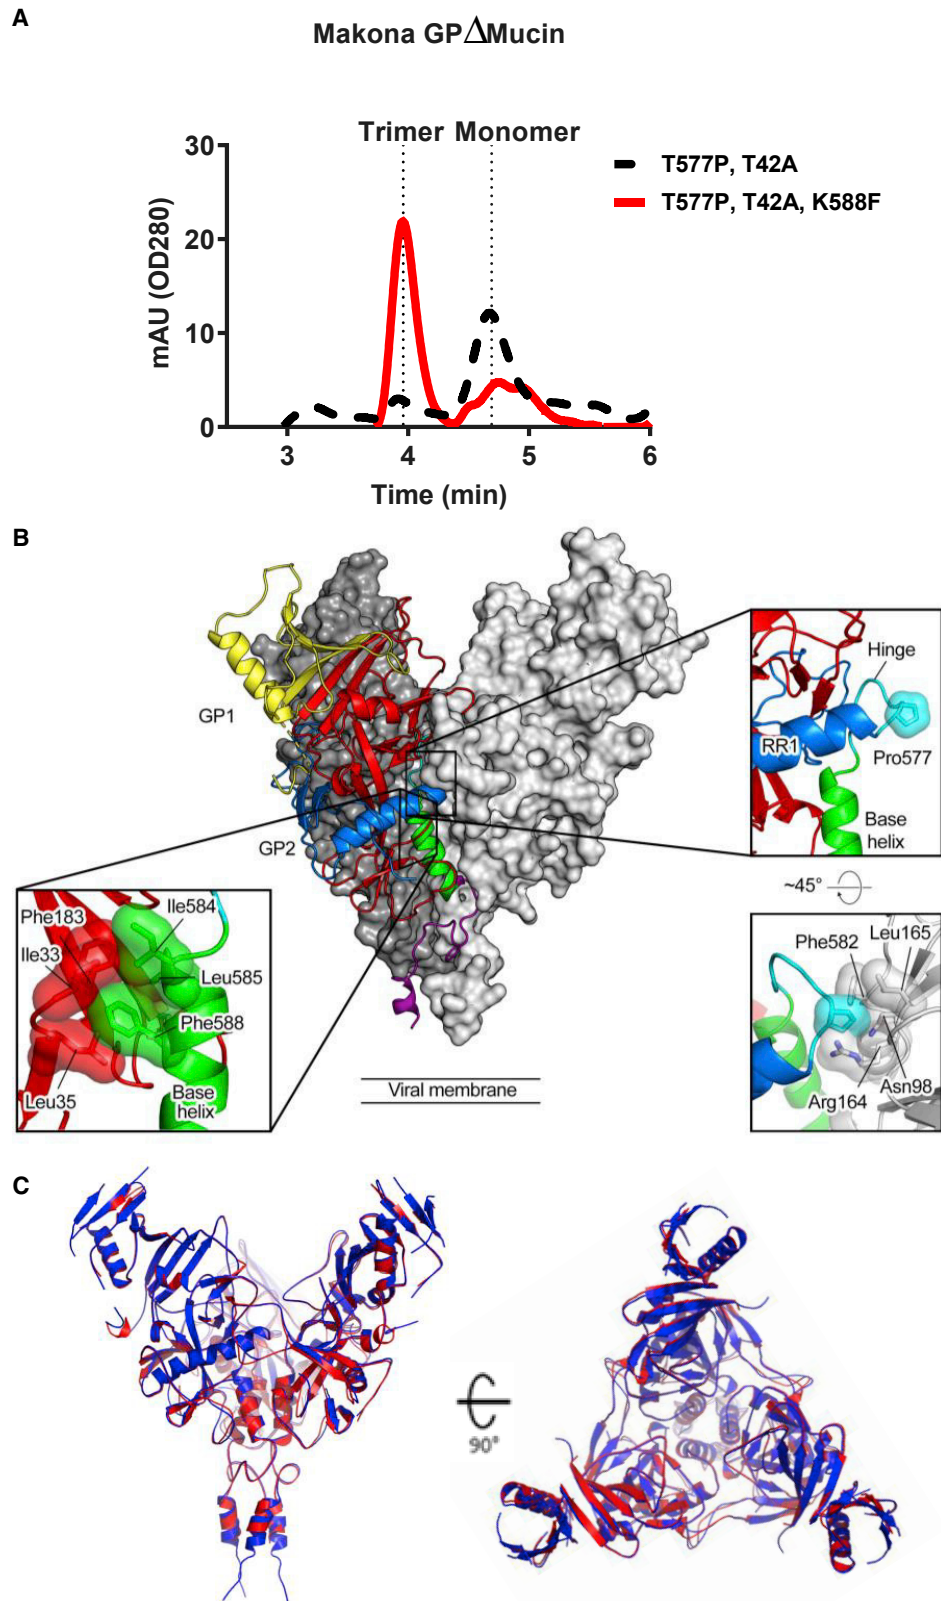 A
Makona GPΔMucin
Trimer Monomer
30
20
10
0
mAU (OD280)
3 4 5 6
Time (min)
T577P, T42A
T577P, T42A, K588F
B
GP1
GP2
Hinge
RR1
Pro577
Base
helix
~45°
Phe183
Ile584
Ile33
Leu585
Phe588
Leu35
Base
helix
Phe582
Leu165
Asn98
Arg164
Viral membrane
C
90°